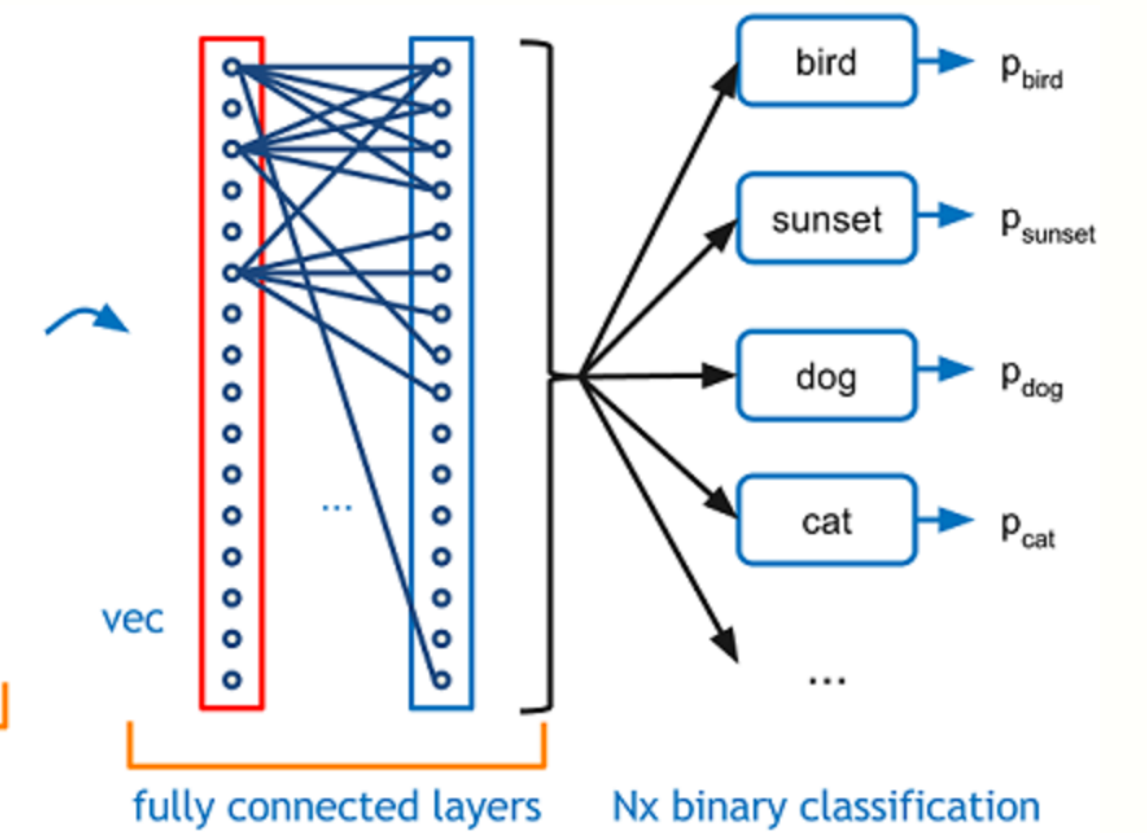 bird
p_bird
sunset
p_sunset
dog
p_dog
...
cat
p_cat
vec
...
fully connected layers
Nx binary classification